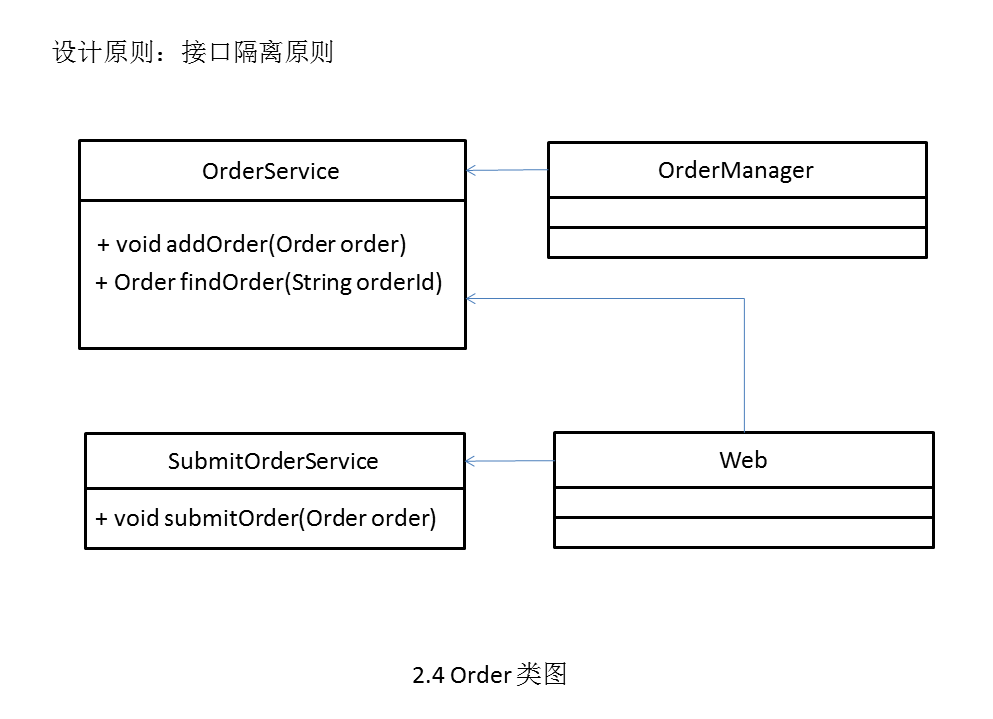 设计原则：接口隔离原则
OrderService
OrderManager
+ void addOrder(Order order)
+ Order findOrder(String orderId)
SubmitOrderService
Web
+ void submitOrder(Order order)
2.4 Order 类图